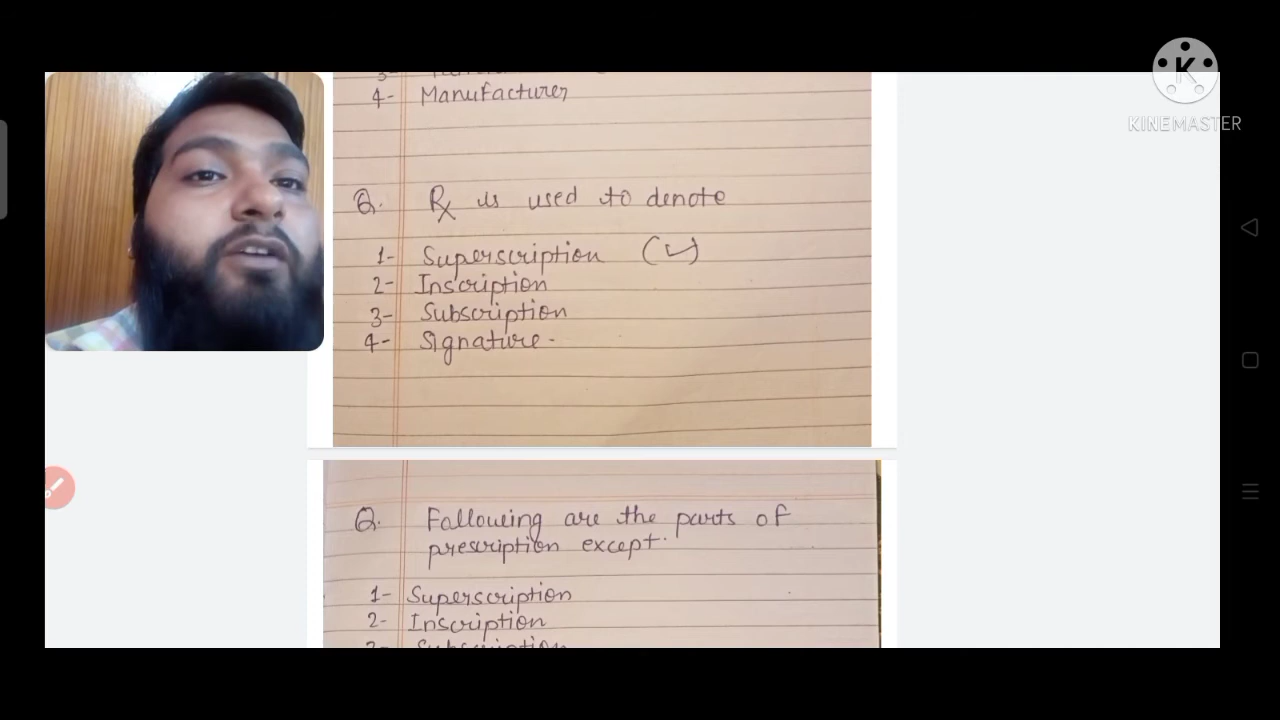 4- Manufacturer
KINEMASTER
Q. Rx is used to denote
1- Superscription (✓)
2- Inscription
3- Subscription
4- Signature.
Q. Following are the parts of
prescription except.
1- Superscription
2- Inscription